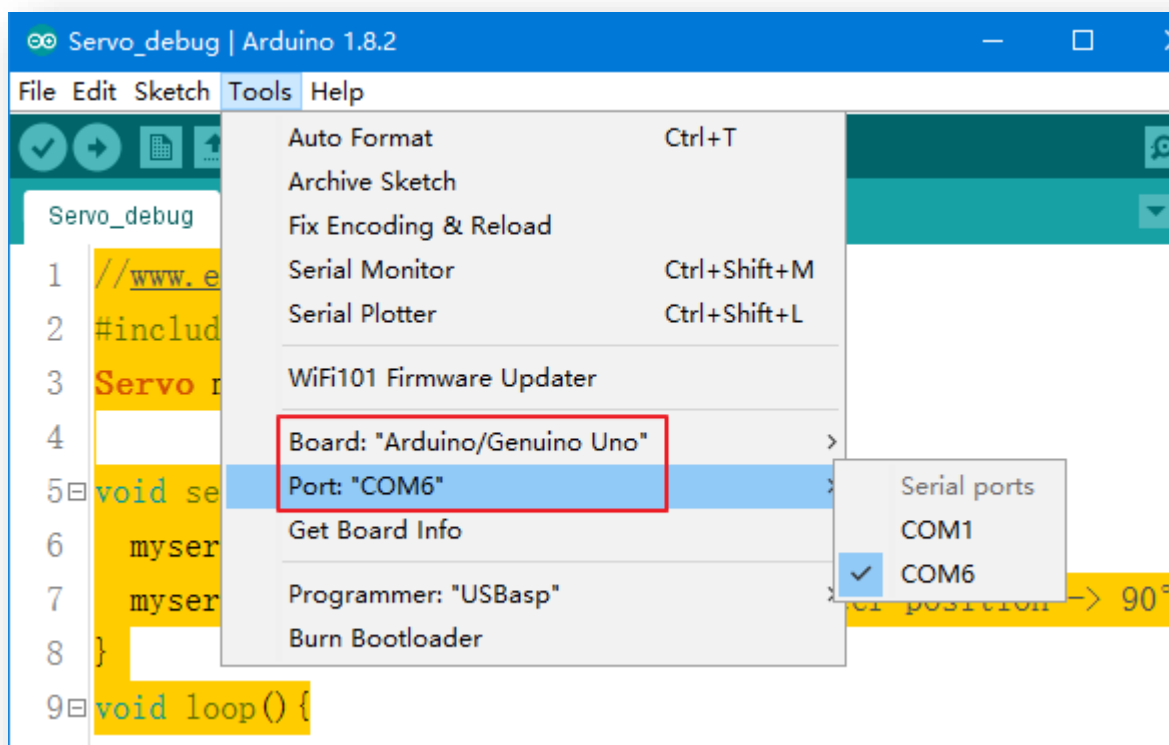 Servo_debug | Arduino 1.8.2
File Edit Sketch Tools Help
Auto Format Ctrl+T
Archive Sketch
Fix Encoding & Reload
Serial Monitor Ctrl+Shift+M
Serial Plotter Ctrl+Shift+L
WiFi101 Firmware Updater
Board: "Arduino/Genuino Uno"
Port: "COM6"
Get Board Info
Programmer: "USBasp"
Burn Bootloader
Serial ports
COM1
COM6
Servo_debug
1 //www.e
2 #includ
3 Servo
4
5 void se
6 myser
7 myser position -> 90°
8 }
9 void loop(){